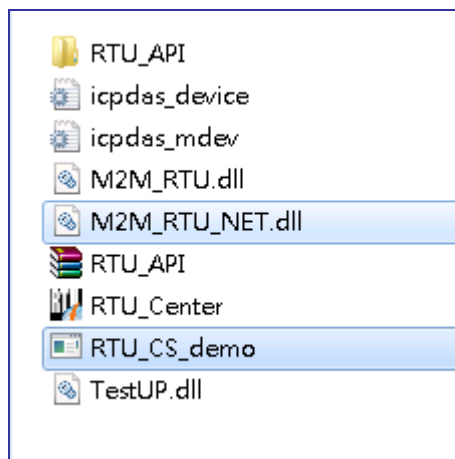 RTU_API
icpdas_device
icpdas_mdev
M2M_RTU.dll
M2M_RTU_NET.dll
RTU_API
RTU_Center
RTU_CS_demo
TestUP.dll